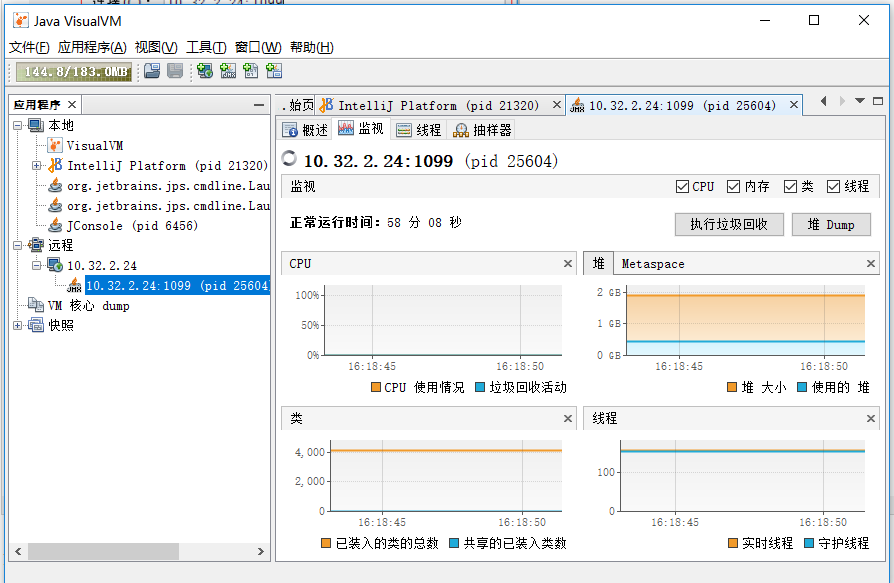 Java VisualVM
文件(F) 应用程序(A) 视图(V) 工具(T) 窗口(W) 帮助(H)
144.8/183.0MB
应用程序
本地
VisualVM
IntelliJ Platform (pid 21320)
org.jetbrains.jps.cmdline.Lau
org.jetbrains.jps.cmdline.Lau
JConsole (pid 6456)
远程
10.32.2.24
10.32.2.24:1099 (pid 25604)
VM 核心 dump
快照
.始页 IntelliJ Platform (pid 21320) 10.32.2.24:1099 (pid 25604)
概述 监视 线程 抽样器
10.32.2.24:1099 (pid 25604)
监视 CPU 内存 类 线程
正常运行时间: 58 分 08 秒 执行垃圾回收 堆 Dump
CPU
100%
50%
0%
16:18:45 16:18:50
CPU 使用情况 垃圾回收活动
堆 Metaspace
2 GB
1 GB
0 GB
16:18:45 16:18:50
堆 大小 使用的 堆
类
4,000
2,000
0
16:18:45 16:18:50
已装入的类的总数 共享的已装入类数
线程
100
0
16:18:45 16:18:50
实时线程 守护线程